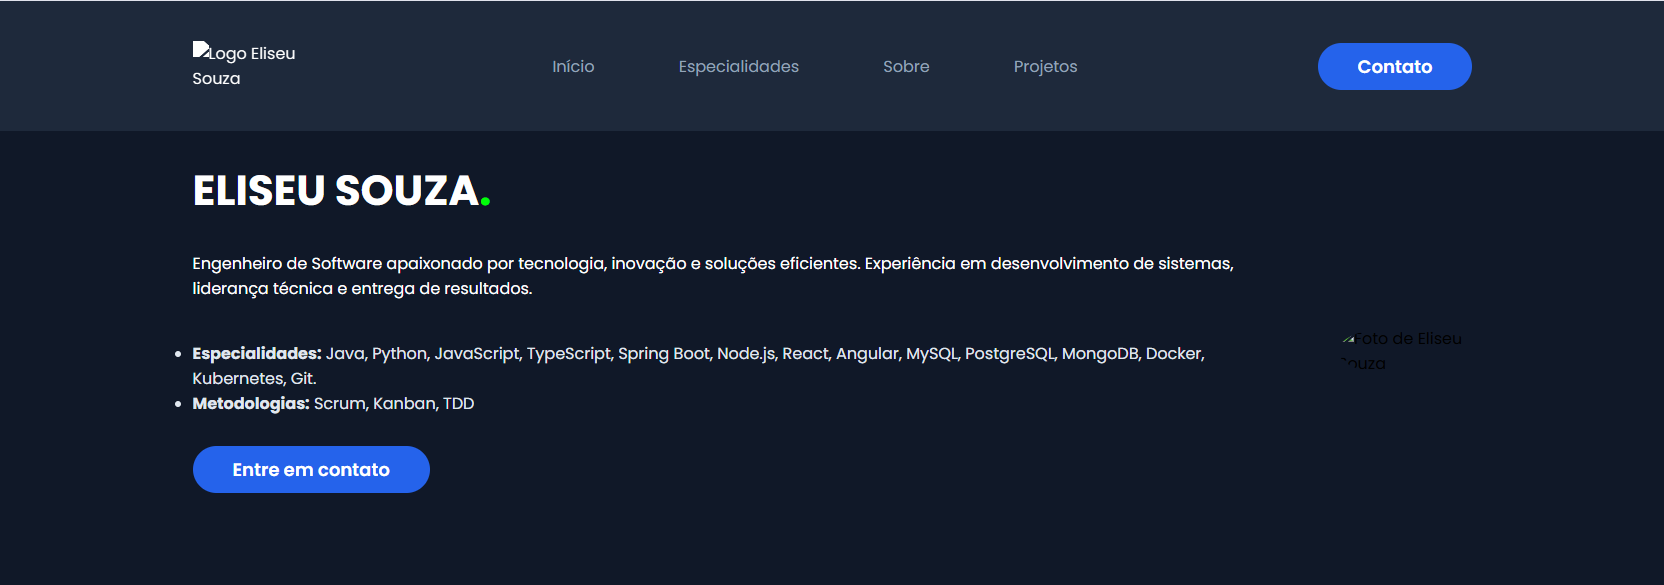 Logo Eliseu
Souza
Início
Especialidades
Sobre
Projetos
Contato
ELISEU SOUZA.
Engenheiro de Software apaixonado por tecnologia, inovação e soluções eficientes. Experiência em desenvolvimento de sistemas,
liderança técnica e entrega de resultados.
• Especialidades: Java, Python, JavaScript, TypeScript, Spring Boot, Node.js, React, Angular, MySQL, PostgreSQL, MongoDB, Docker,
Kubernetes, Git.
• Metodologias: Scrum, Kanban, TDD
Foto de Eliseu
Souza
Entre em contato